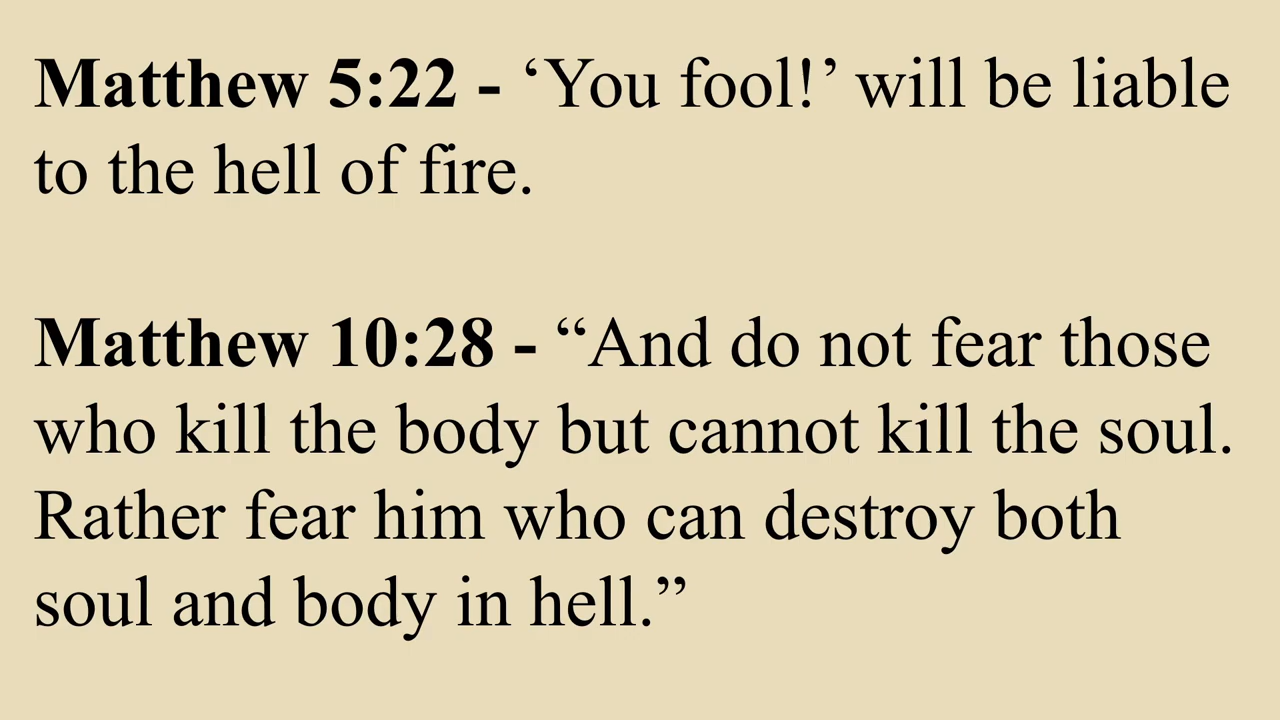 Matthew 5:22 - ‘You fool!’ will be liable
to the hell of fire.
Matthew 10:28 - “And do not fear those
who kill the body but cannot kill the soul.
Rather fear him who can destroy both
soul and body in hell.”